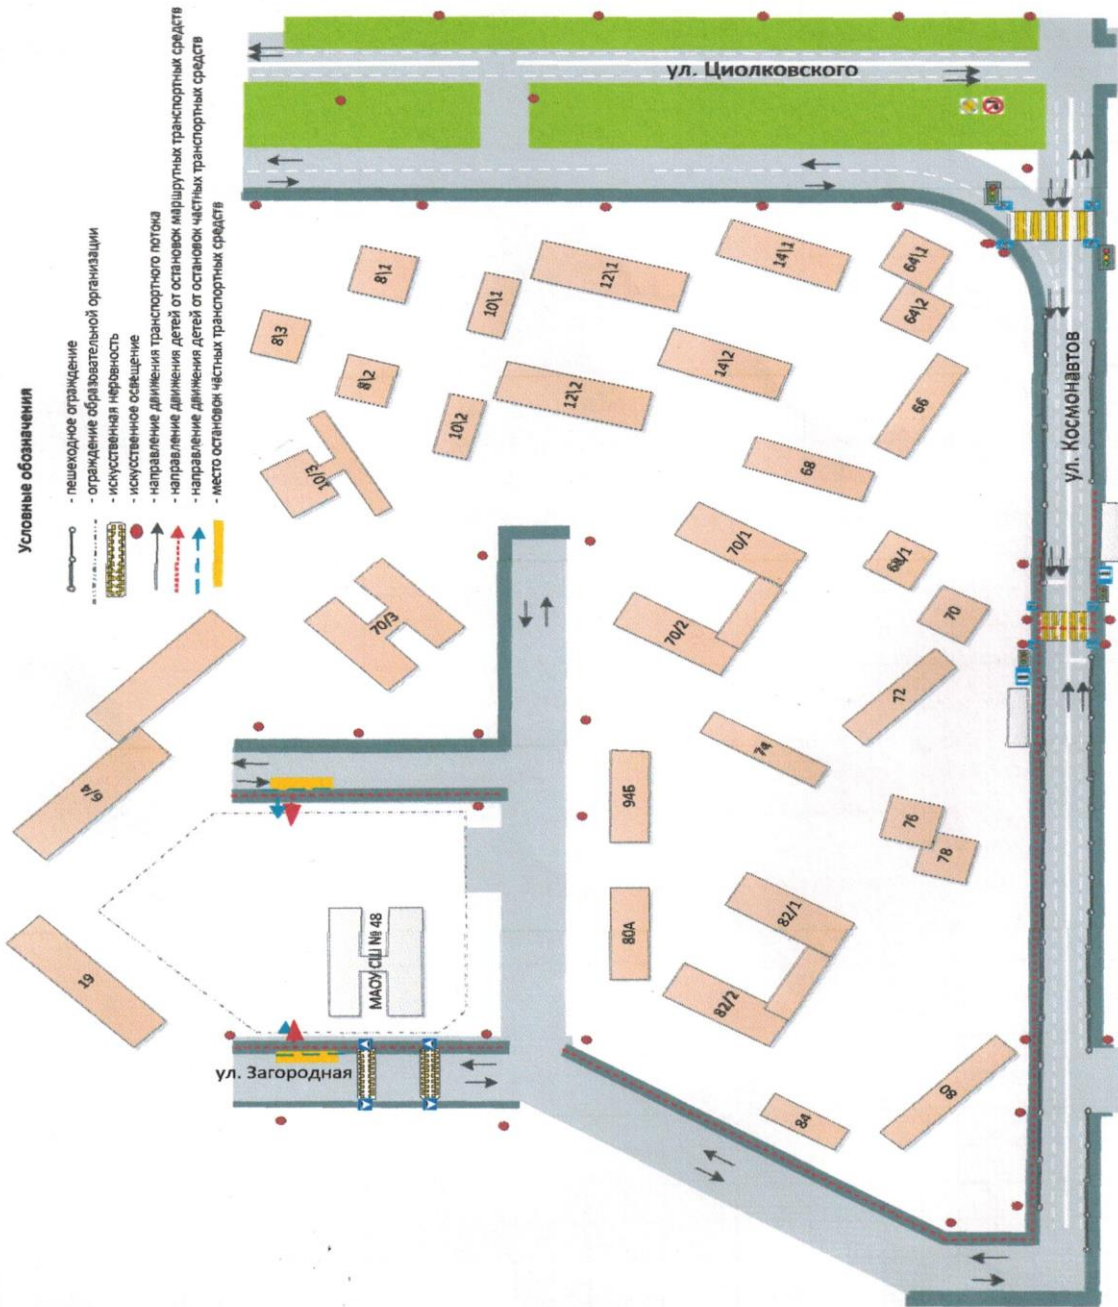 Условные обозначения
- пешеходное ограждение
- ограждение образовательной организации
- искусственная неровность
- искусственное освещение
- направление движения транспортного потока
- направление движения детей от остановок маршрутных транспортных средств
- направление движения детей от остановок частных транспортных средств
- место остановок частных транспортных средств
ул. Циолковского
ул. Космонавтов
ул. Загородная
МАОУ СШ № 48
8\3
8\1
8\2
10\1
10\2
10/3
12\1
12\2
14\1
14\2
64\1
64\2
66
68
68/1
70
70/1
70/2
70/3
72
74
76
78
94Б
80А
82/1
82/2
80
84
6/4
19